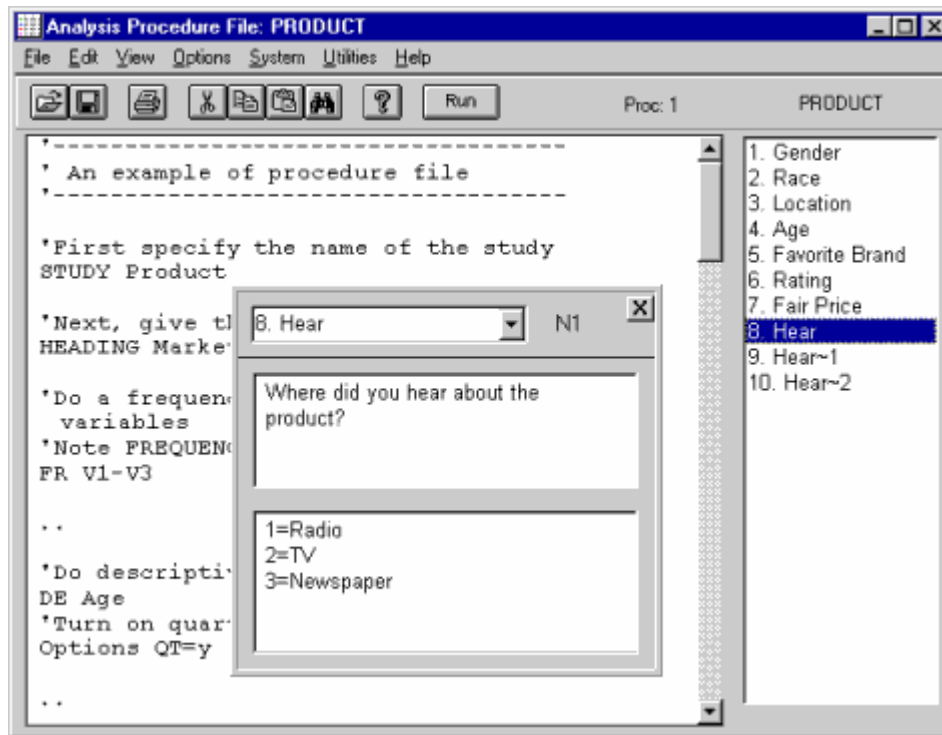 Analysis Procedure File: PRODUCT
File Edit View Options System Utilities Help
Run Proc: 1 PRODUCT
'------------------------------------
' An example of procedure file
'------------------------------------
'First specify the name of the study
STUDY Product
'Next, give t
HEADING Marke
'Do a frequen
variables
'Note FREQUEN
FR V1-V3
..
'Do descripti
DE Age
'Turn on quar
Options QT=y
..
8. Hear N1
Where did you hear about the
product?
1=Radio
2=TV
3=Newspaper
1. Gender
2. Race
3. Location
4. Age
5. Favorite Brand
6. Rating
7. Fair Price
8. Hear
9. Hear~1
10. Hear~2